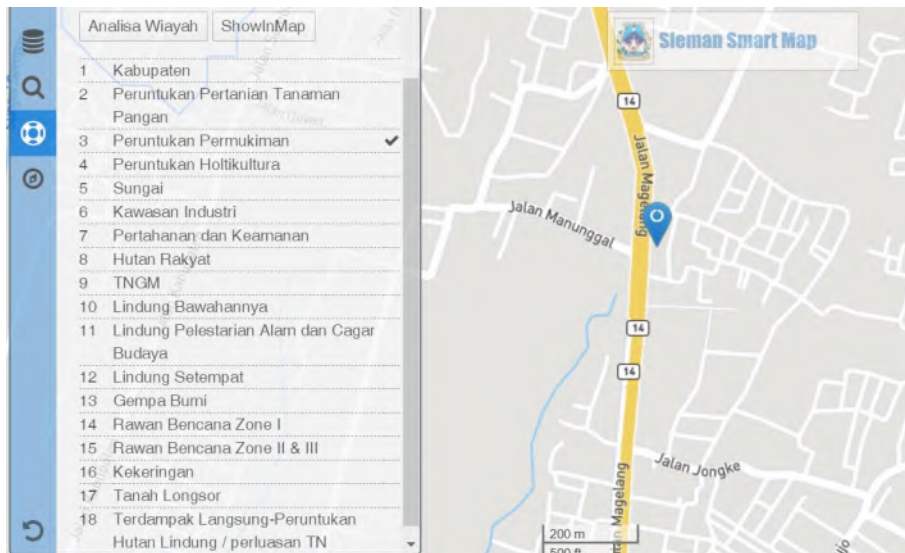 Analisa Wiayah
ShowInMap
1 Kabupaten
2 Peruntukan Pertanian Tanaman
Pangan
3 Peruntukan Permukiman
4 Peruntukan Holtikultura
5 Sungai
6 Kawasan Industri
7 Pertahanan dan Keamanan
8 Hutan Rakyat
9 TNGM
10 Lindung Bawahannya
11 Lindung Pelestarian Alam dan Cagar
Budaya
12 Lindung Setempat
13 Gempa Bumi
14 Rawan Bencana Zone I
15 Rawan Bencana Zone II & III
16 Kekeringan
17 Tanah Longsor
18 Terdampak Langsung-Peruntukan
Hutan Lindung / perluasan TN
Sleman Smart Map
14
Jalan Magelang
Jalan Manunggal
14
14
Jalan Jongke
Magelang
200 m
500 ft